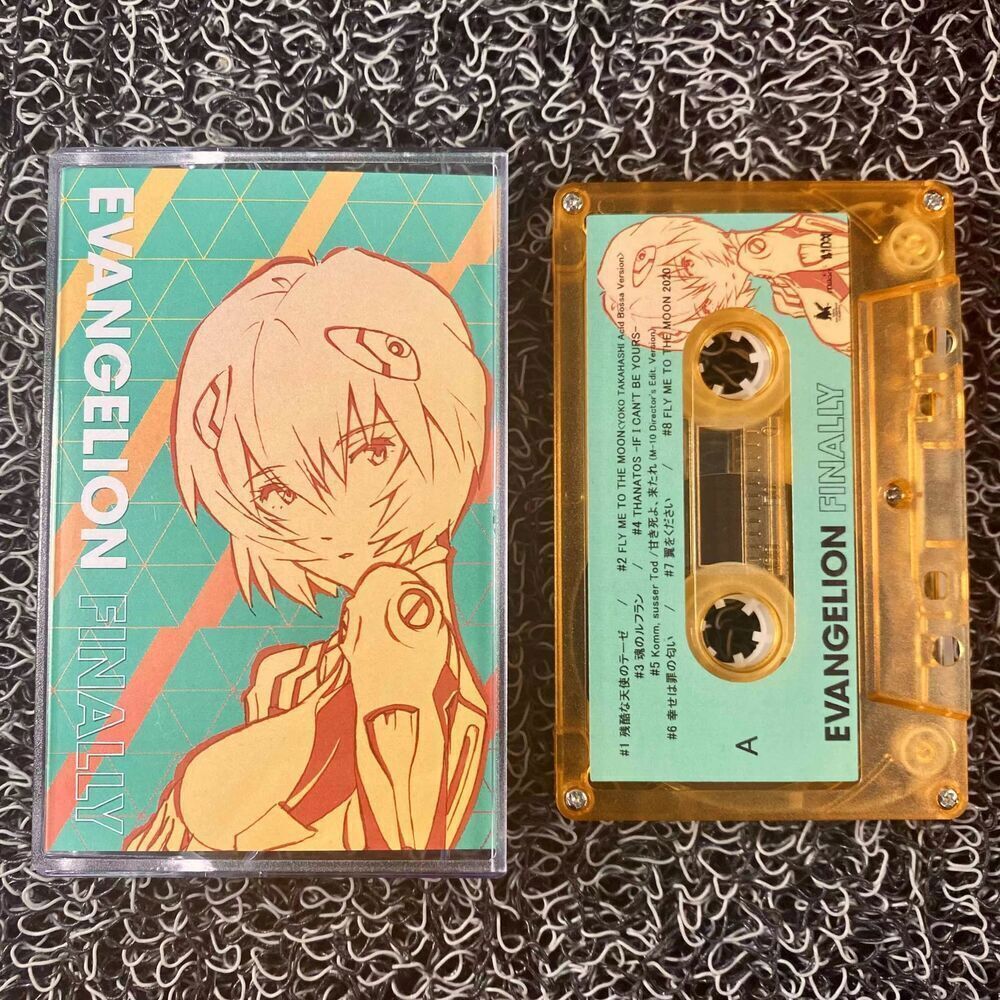 EVANGELION FINALLY
#1 残酷な天使のテーゼ / #2 FLY ME TO THE MOON<YOKO TAKAHASHI Acid Bossa Version>
#3 魂のルフラン / #4 THANATOS -IF I CAN'T BE YOURS-
#5 Komm, susser Tod /甘き死よ、来たれ (M-10 Director's Edit. Version)
#6 幸せは罪の匂い / #7 翼をください / #8 FLY ME TO THE MOON 2020
A
EVANGELION FINALLY